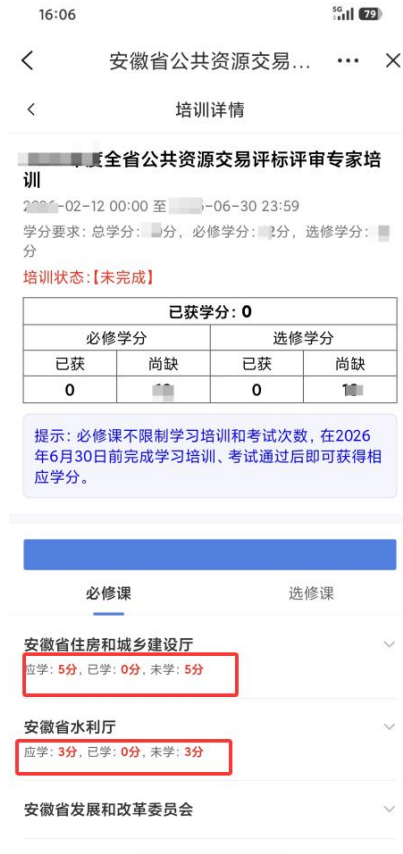 16:06
5G 79
安徽省公共资源交易...
培训详情
度全省公共资源交易评标评审专家培
训
-02-12 00:00 至 -06-30 23:59
学分要求: 总学分: 分, 必修学分: 分, 选修学分:
分
培训状态:【未完成】
已获学分: 0
必修学分 选修学分
已获 尚缺 已获 尚缺
0 0
提示: 必修课不限制学习培训和考试次数, 在2026
年6月30日前完成学习培训、考试通过后即可获得相
应学分。
必修课 选修课
安徽省住房和城乡建设厅
应学: 5分, 已学: 0分, 未学: 5分
安徽省水利厅
应学: 3分, 已学: 0分, 未学: 3分
安徽省发展和改革委员会